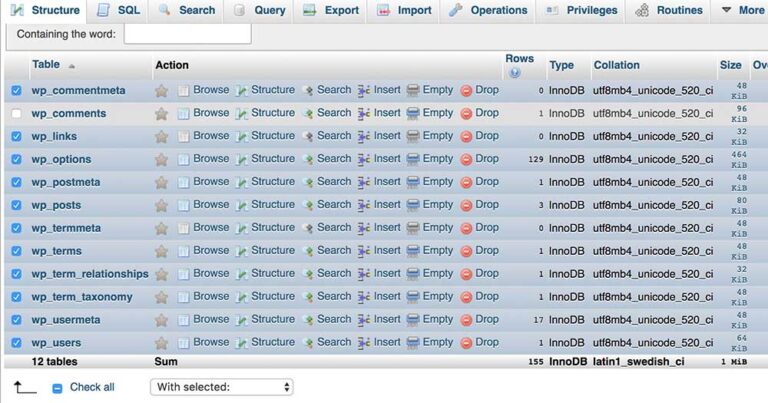 Structure SQL Search Query Export Import Operations Privileges Routines More
Containing the word:
Table Action Rows Type Collation Size Ov
wp_commentmeta Browse Structure Search Insert Empty Drop 0 InnoDB utf8mb4_unicode_520_ci 48 KiB
wp_comments Browse Structure Search Insert Empty Drop 1 InnoDB utf8mb4_unicode_520_ci 96 KiB
wp_links Browse Structure Search Insert Empty Drop 0 InnoDB utf8mb4_unicode_520_ci 32 KiB
wp_options Browse Structure Search Insert Empty Drop 129 InnoDB utf8mb4_unicode_520_ci 464 KiB
wp_postmeta Browse Structure Search Insert Empty Drop 1 InnoDB utf8mb4_unicode_520_ci 48 KiB
wp_posts Browse Structure Search Insert Empty Drop 3 InnoDB utf8mb4_unicode_520_ci 80 KiB
wp_termmeta Browse Structure Search Insert Empty Drop 0 InnoDB utf8mb4_unicode_520_ci 48 KiB
wp_terms Browse Structure Search Insert Empty Drop 1 InnoDB utf8mb4_unicode_520_ci 48 KiB
wp_term_relationships Browse Structure Search Insert Empty Drop 1 InnoDB utf8mb4_unicode_520_ci 32 KiB
wp_term_taxonomy Browse Structure Search Insert Empty Drop 1 InnoDB utf8mb4_unicode_520_ci 48 KiB
wp_usermeta Browse Structure Search Insert Empty Drop 17 InnoDB utf8mb4_unicode_520_ci 48 KiB
wp_users Browse Structure Search Insert Empty Drop 1 InnoDB utf8mb4_unicode_520_ci 64 KiB
12 tables Sum 155 InnoDB latin1_swedish_ci 1 MiB
Check all With selected: